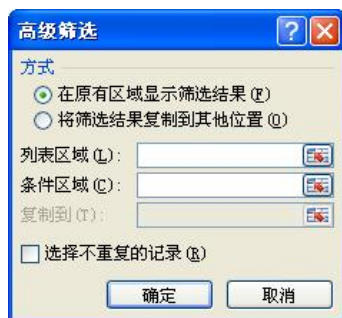 高级筛选
方式
在原有区域显示筛选结果(F)
将筛选结果复制到其他位置(O)
列表区域(L):
条件区域(C):
复制到(T):
选择不重复的记录(R)
确定 取消